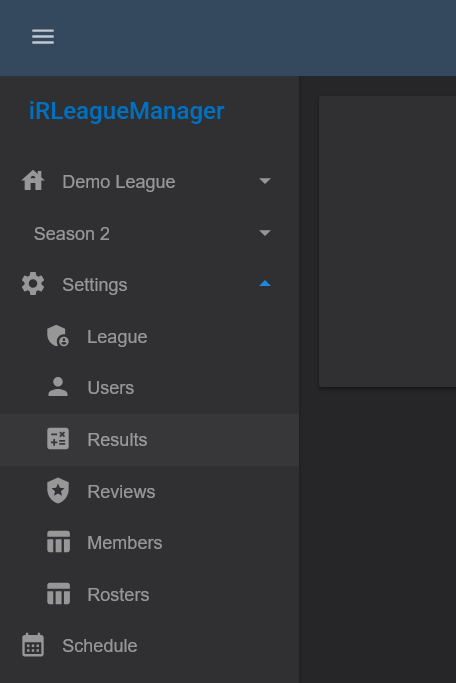 iRLeagueManager
Demo League
Season 2
Settings
League
Users
Results
Reviews
Members
Rosters
Schedule